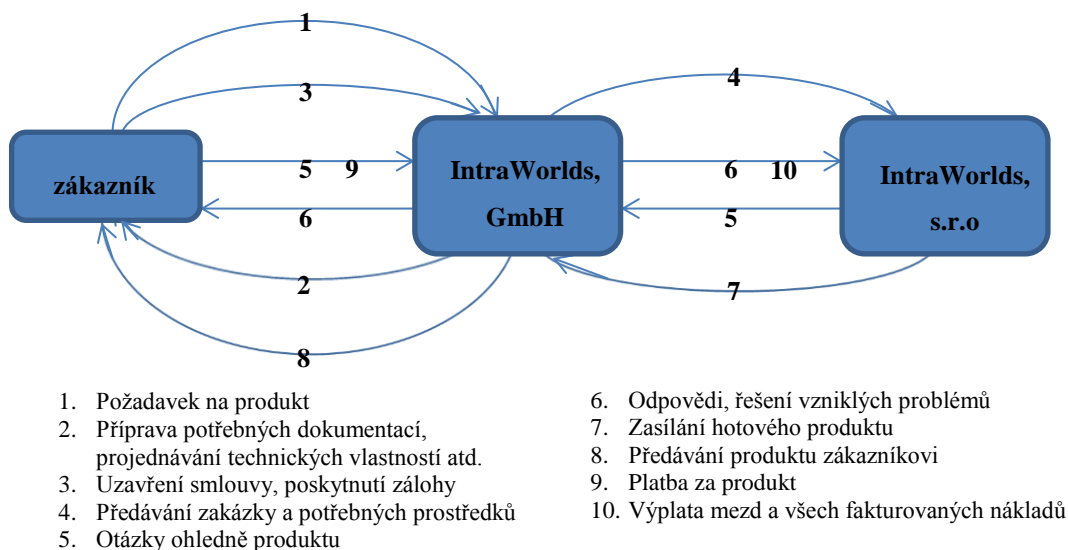 1
3
4
zákazník
5 9
IntraWorlds,
GmbH
6 10
IntraWorlds,
s.r.o
6
5
2
7
8
1. Požadavek na produkt
2. Příprava potřebných dokumentací,
projednávání technických vlastností atd.
3. Uzavření smlouvy, poskytnutí zálohy
4. Předávání zakázky a potřebných prostředků
5. Otázky ohledně produktu
6. Odpovědi, řešení vzniklých problémů
7. Zasílání hotového produktu
8. Předávání produktu zákazníkovi
9. Platba za produkt
10. Výplata mezd a všech fakturovaných nákladů